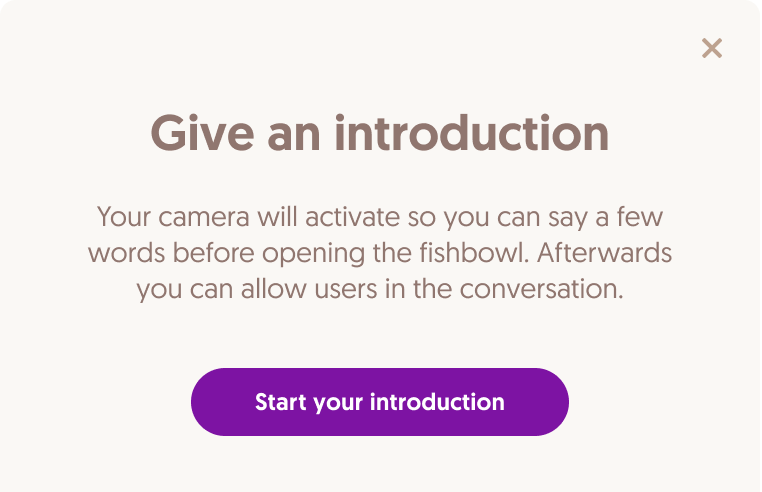 Give an introduction
Your camera will activate so you can say a few
words before opening the fishbowl. Afterwards
you can allow users in the conversation.
Start your introduction